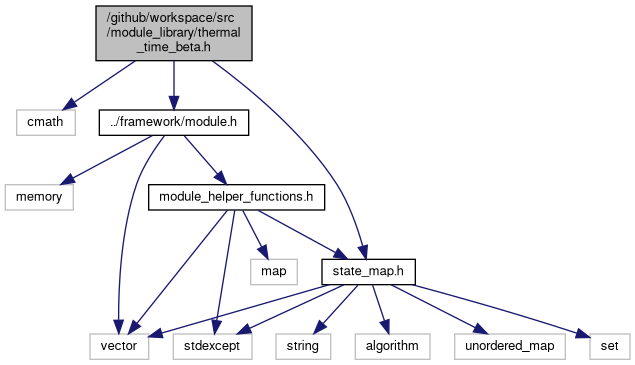 /github/workspace/src
/module_library/thermal
_time_beta.h
cmath
../framework/module.h
memory
module_helper_functions.h
map
state_map.h
vector
stdexcept
string
algorithm
unordered_map
set